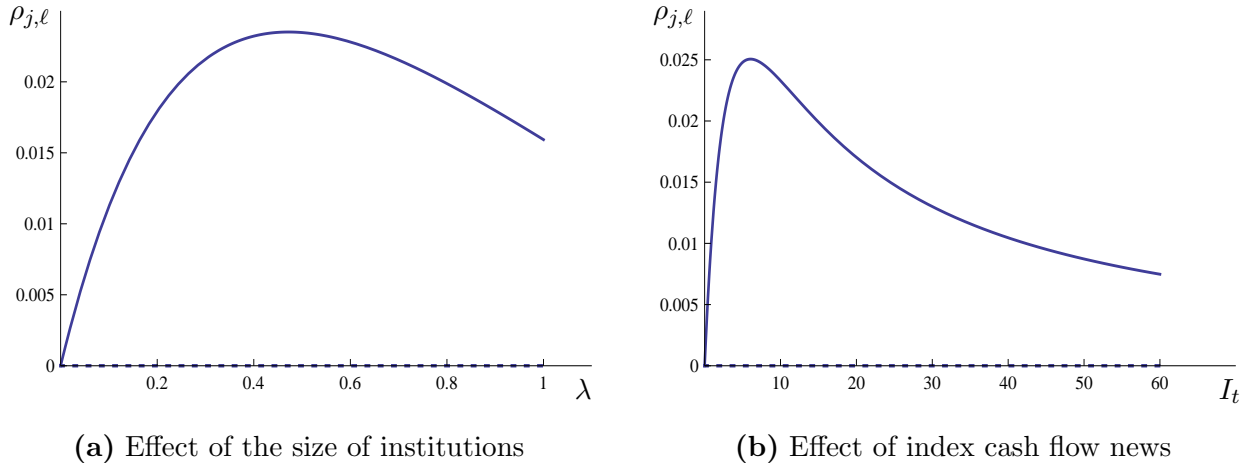 ρ_{j,ℓ}
0.02
0.015
0.01
0.005
0
0.2 0.4 0.6 0.8 1
λ
(a) Effect of the size of institutions
ρ_{j,ℓ}
0.025
0.02
0.015
0.01
0.005
0
10 20 30 40 50 60
I_t
(b) Effect of index cash flow news